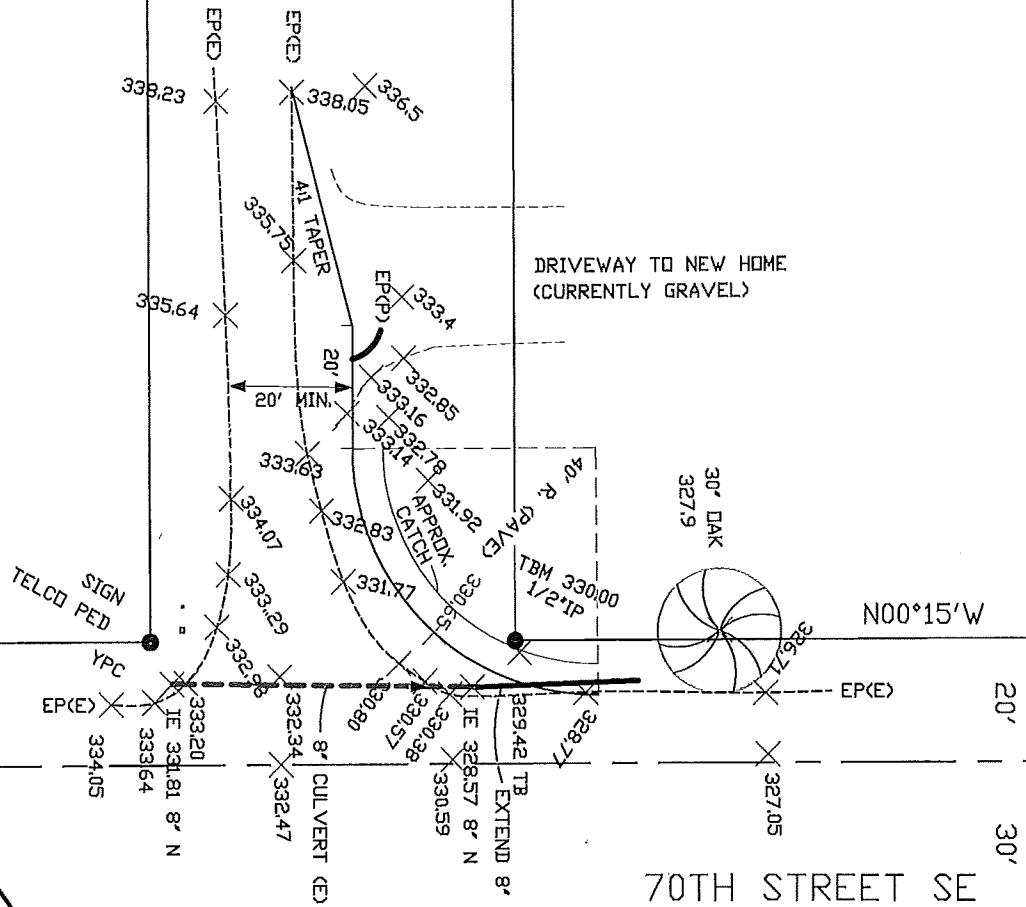 EP(E)
EP(E)
338.23
338.05
336.5
4:1 TAPER
335.75
335.64
EP(P)
333.4
DRIVEWAY TO NEW HOME
(CURRENTLY GRAVEL)
20'
20' MIN.
332.85
333.16
333.14
332.78
333.63
331.92
40' R. (PAVE)
30" OAK
327.9
APPROX.
CATCH
332.83
334.07
331.77
330.65
TBM 330.00
1/2"IP
SIGN
TELCO PED
333.29
N00°15'W
326.71
YPC
332.98
EP(E)
EP(E)
20'
334.05
333.64
333.20
IE 331.81 8" N
332.34
332.47
8" CULVERT (E)
330.80
330.57
330.38
330.59
IE 328.57 8" N
EXTEND 8"
329.42 TB
328.77
327.05
30'
70TH STREET SE